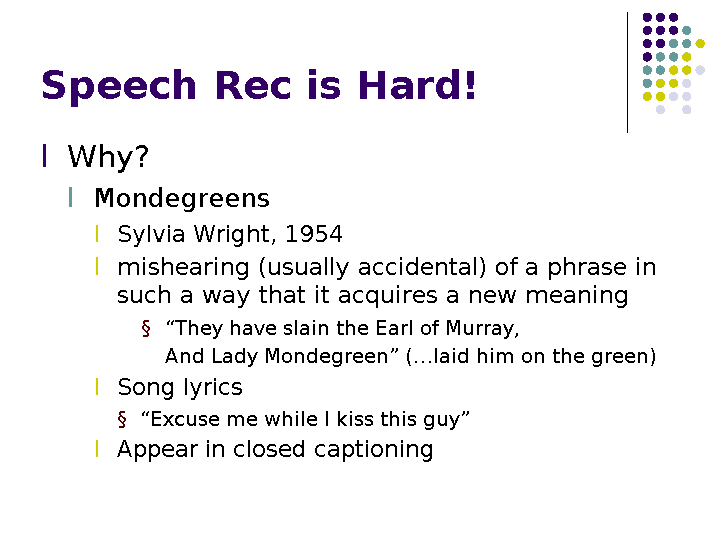 Speech Rec is Hard!
l Why?
l Mondegreens
l Sylvia Wright, 1954
l mishearing (usually accidental) of a phrase in
such a way that it acquires a new meaning
§ “They have slain the Earl of Murray,
And Lady Mondegreen” (…laid him on the green)
l Song lyrics
§ “Excuse me while I kiss this guy”
l Appear in closed captioning